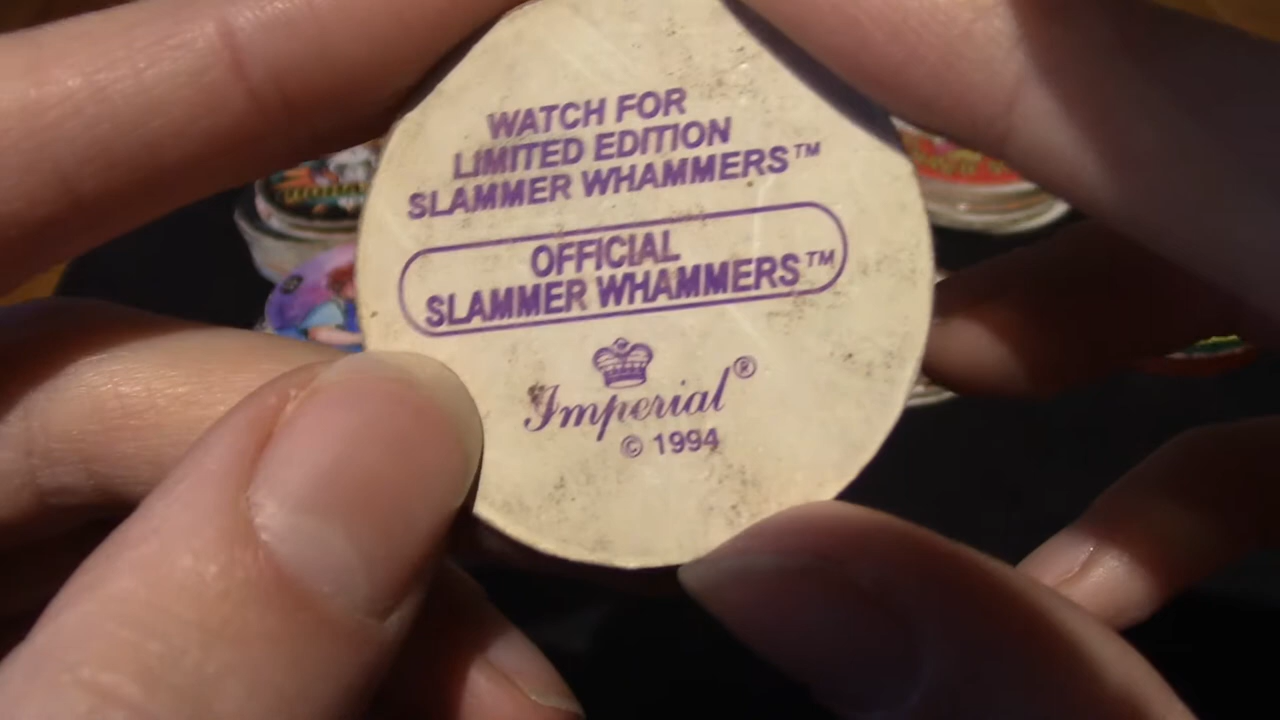 WATCH FOR
LIMITED EDITION
SLAMMER WHAMMERS™
OFFICIAL
SLAMMER WHAMMERS™
Imperial®
© 1994